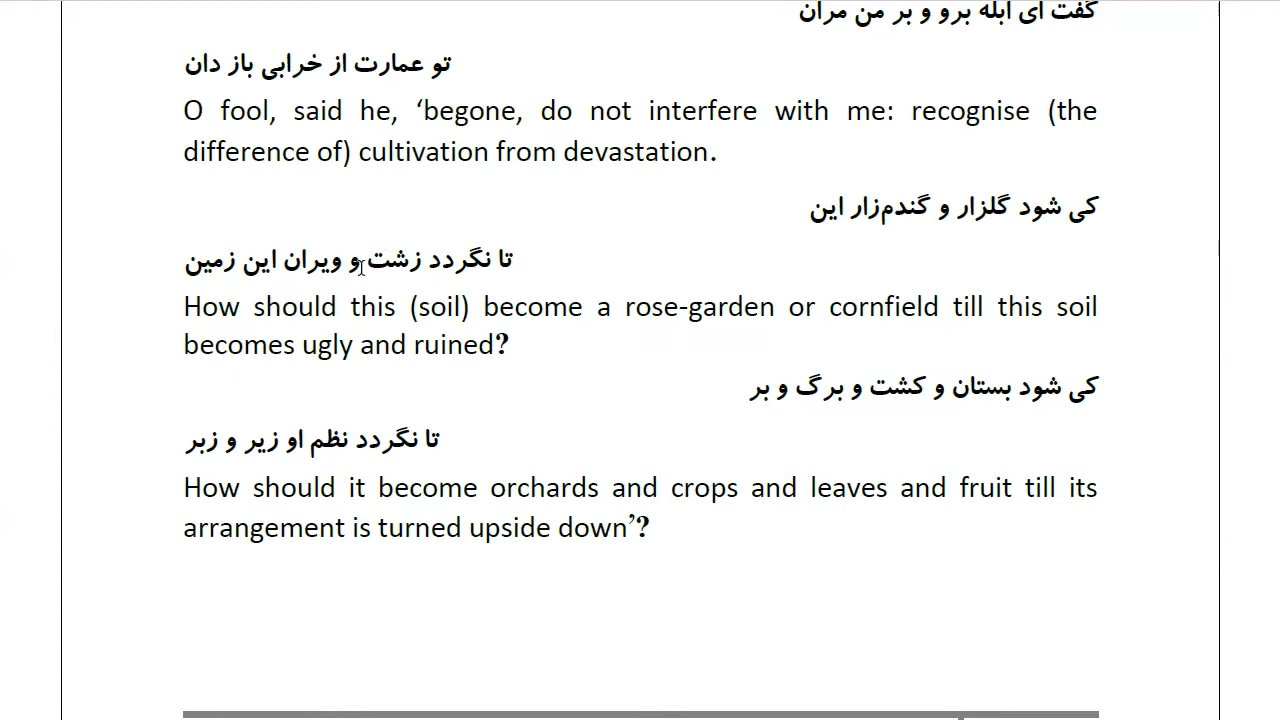 گفت ای ابله برو و بر من مران
تو عمارت از خرابی باز دان
O fool, said he, ‘begone, do not interfere with me: recognise (the
difference of) cultivation from devastation.
کی شود گلزار و گندم‌زار این
تا نگردد زشت و ویران این زمین
How should this (soil) become a rose-garden or cornfield till this soil
becomes ugly and ruined?
کی شود بستان و کشت و برگ و بر
تا نگردد نظم او زیر و زبر
How should it become orchards and crops and leaves and fruit till its
arrangement is turned upside down’?